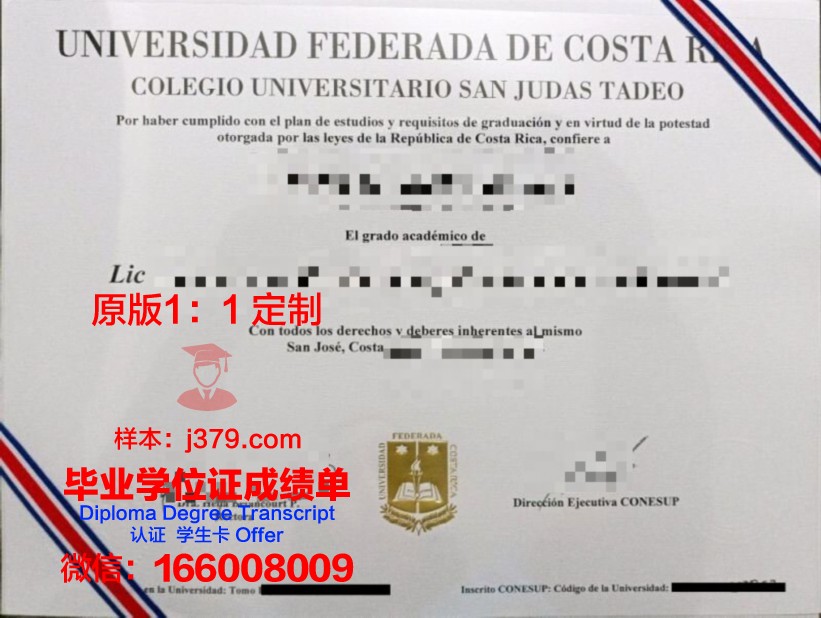 UNIVERSIDAD FEDERADA DE COSTA RICA
COLEGIO UNIVERSITARIO SAN JUDAS TADEO
Por haber cumplido con el plan de estudios y requisitos de graduación y en virtud de la potestad
otorgada por las leyes de la República de Costa Rica, confiere a
El grado académico de
Lic
原版1：1 定制
Con todos los derechos y deberes inherentes al mismo
San José, Costa
样本：j379.com
UNIVERSIDAD FEDERADA COSTA RICA
毕业学位证成绩单
Dirección Ejecutiva CONESUP
Diploma Degree Transcript
认证 学生卡 Offer
微信：166008009
en la Universidad: Tomo
Inscrito CONESUP: Código de la Universidad: